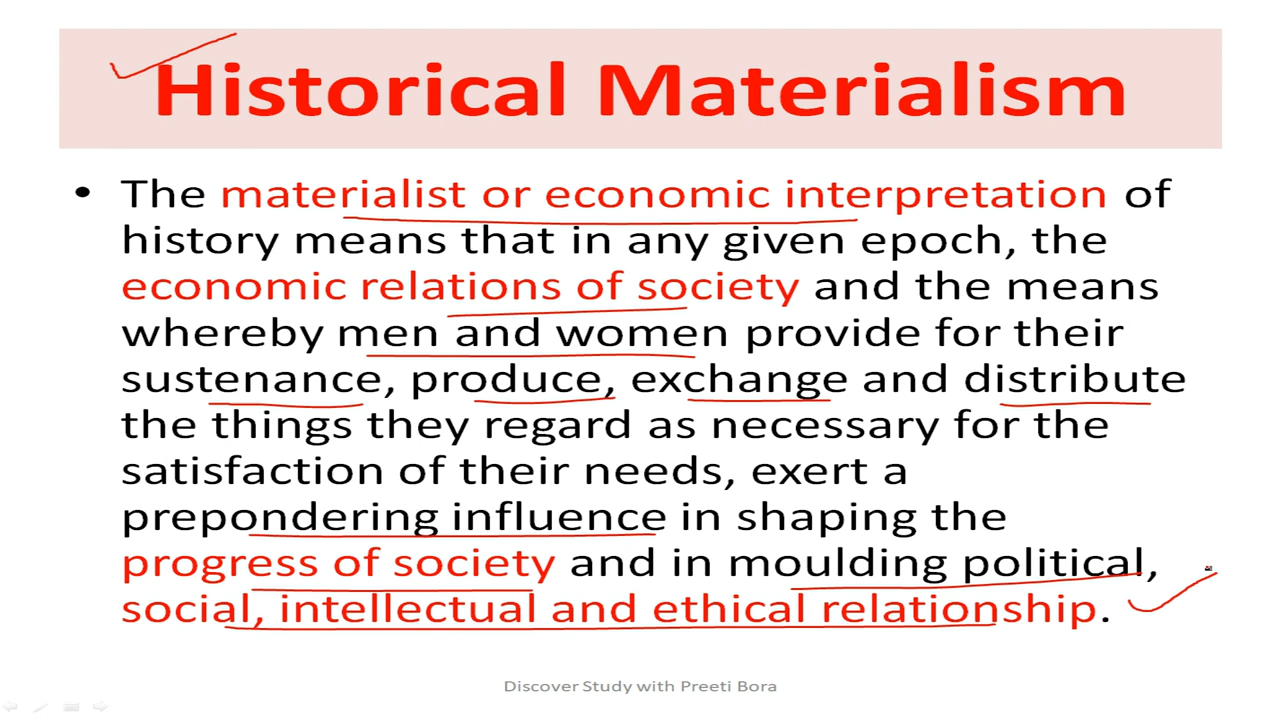 Historical Materialism
• The materialist or economic interpretation of
history means that in any given epoch, the
economic relations of society and the means
whereby men and women provide for their
sustenance, produce, exchange and distribute
the things they regard as necessary for the
satisfaction of their needs, exert a
prepondering influence in shaping the
progress of society and in moulding political,
social, intellectual and ethical relationship.
Discover Study with Preeti Bora